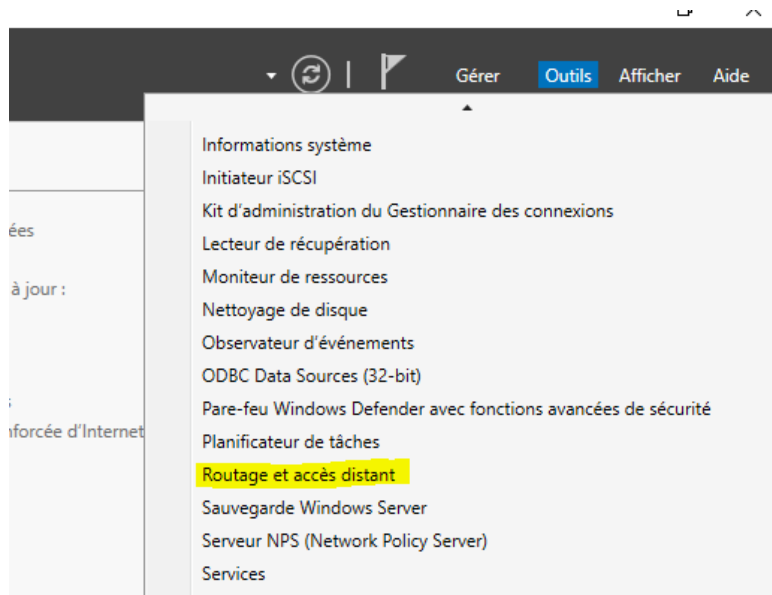 Gérer Outils Afficher Aide
Informations système
Initiateur iSCSI
Kit d'administration du Gestionnaire des connexions
ées
Lecteur de récupération
Moniteur de ressources
à jour :
Nettoyage de disque
Observateur d'événements
ODBC Data Sources (32-bit)
s
Pare-feu Windows Defender avec fonctions avancées de sécurité
nforcée d'Internet
Planificateur de tâches
Routage et accès distant
Sauvegarde Windows Server
Serveur NPS (Network Policy Server)
Services